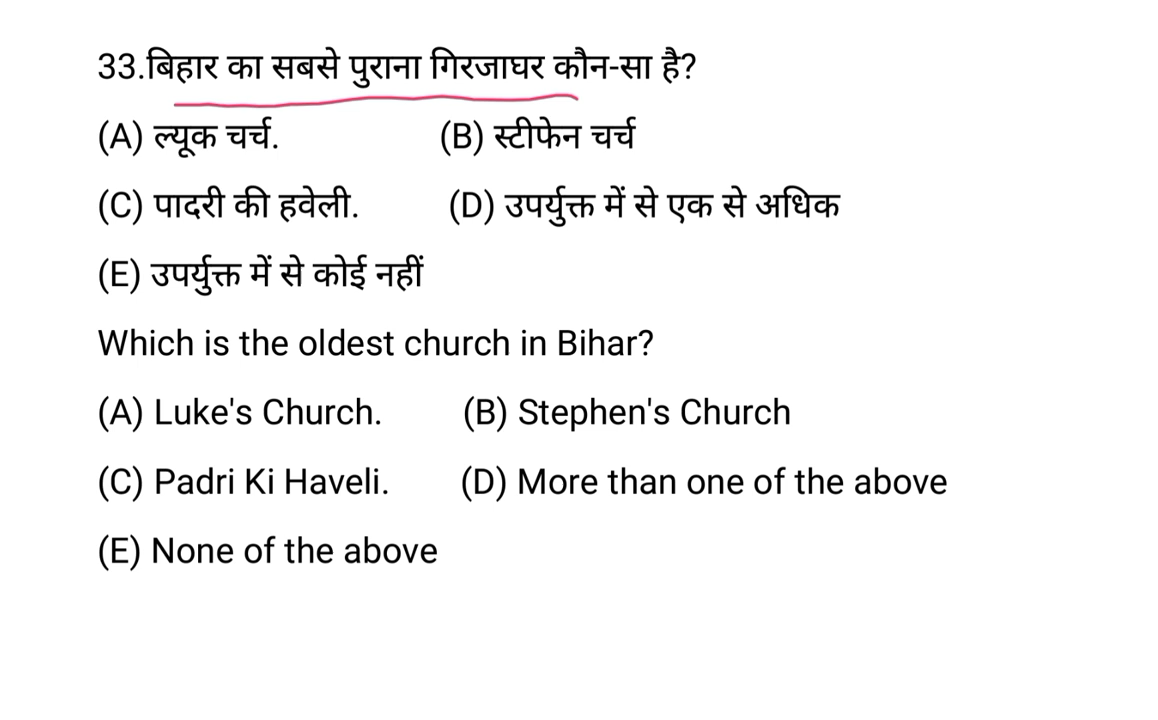 33.बिहार का सबसे पुराना गिरजाघर कौन-सा है?
(A) ल्यूक चर्च. (B) स्टीफेन चर्च
(C) पादरी की हवेली. (D) उपर्युक्त में से एक से अधिक
(E) उपर्युक्त में से कोई नहीं
Which is the oldest church in Bihar?
(A) Luke's Church. (B) Stephen's Church
(C) Padri Ki Haveli. (D) More than one of the above
(E) None of the above